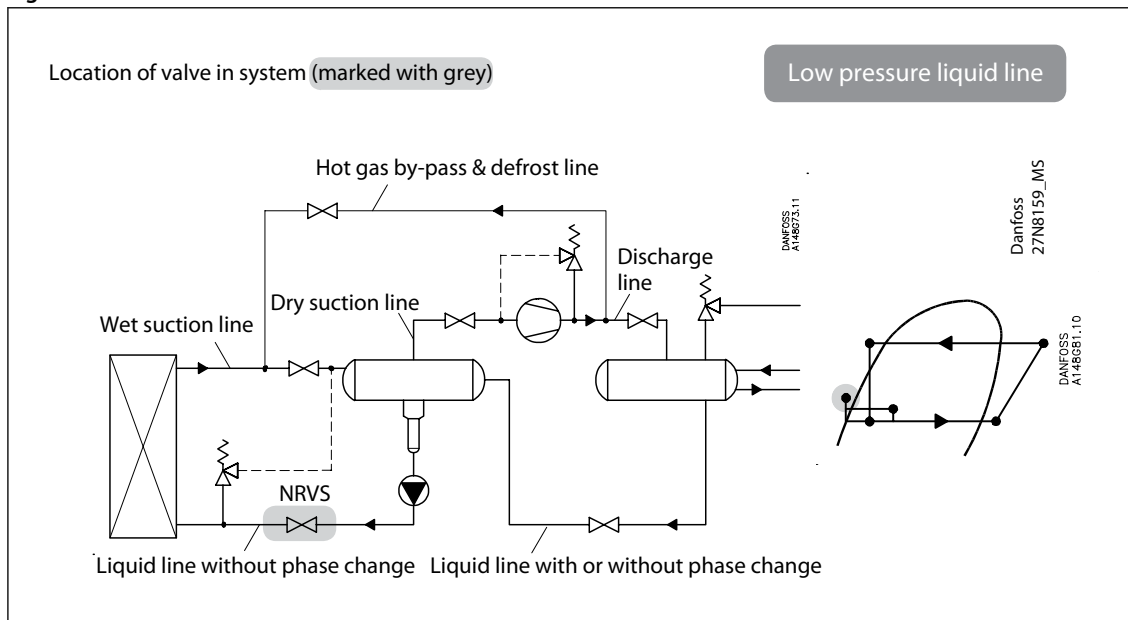 Location of valve in system (marked with grey)
Low pressure liquid line
Hot gas by-pass & defrost line
DANFOSS
A148G73.11
Danfoss
27N8159_MS
Discharge
line
Dry suction line
Wet suction line
DANFOSS
A148G81.10
NRVS
Liquid line without phase change
Liquid line with or without phase change